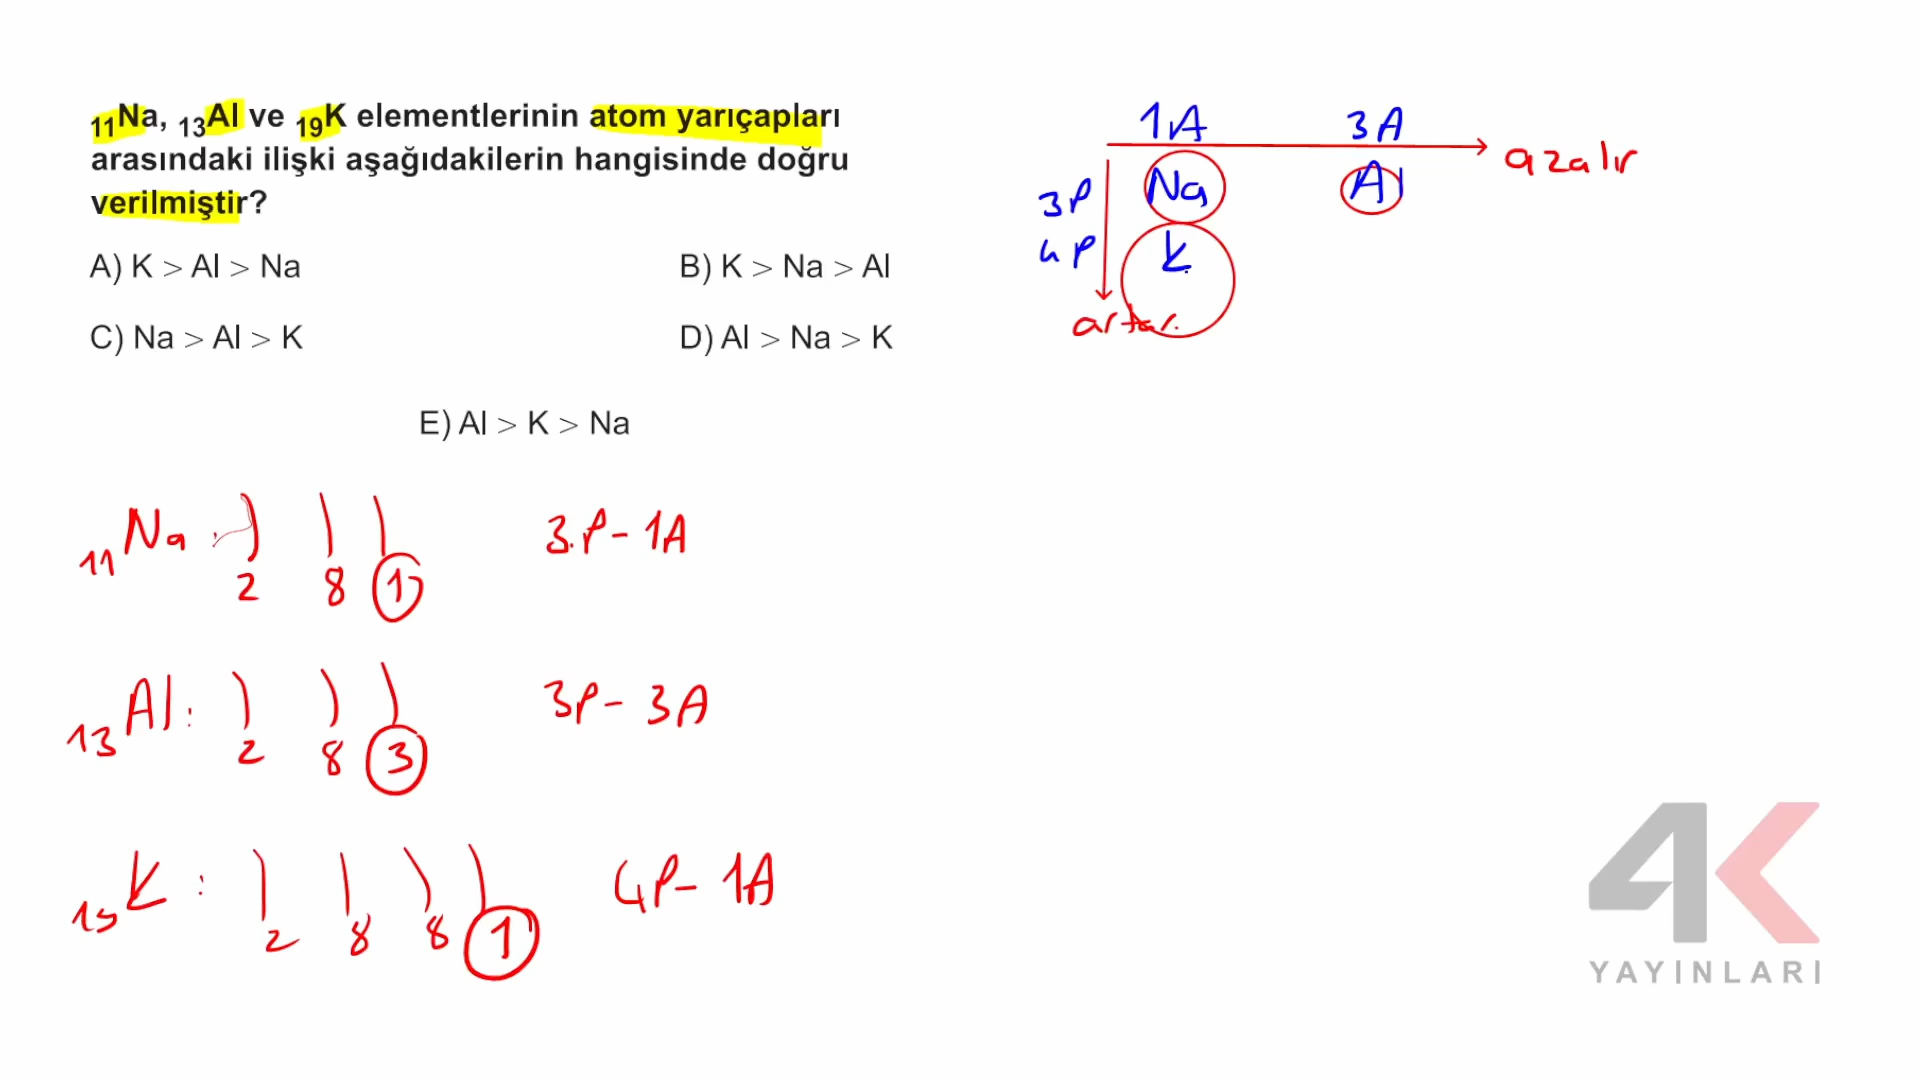 11Na, 13Al ve 19K elementlerinin atom yarıçapları
arasındaki ilişki aşağıdakilerin hangisinde doğru
verilmiştir?
A) K > Al > Na
B) K > Na > Al
C) Na > Al > K
D) Al > Na > K
E) Al > K > Na
1A 3A
azalır
3P Na Al
4P K
artar.
11Na : 2 8 1 3.P - 1A
13Al : 2 8 3 3P - 3A
19K : 2 8 8 1 4P - 1A
4K
YAYINLARI